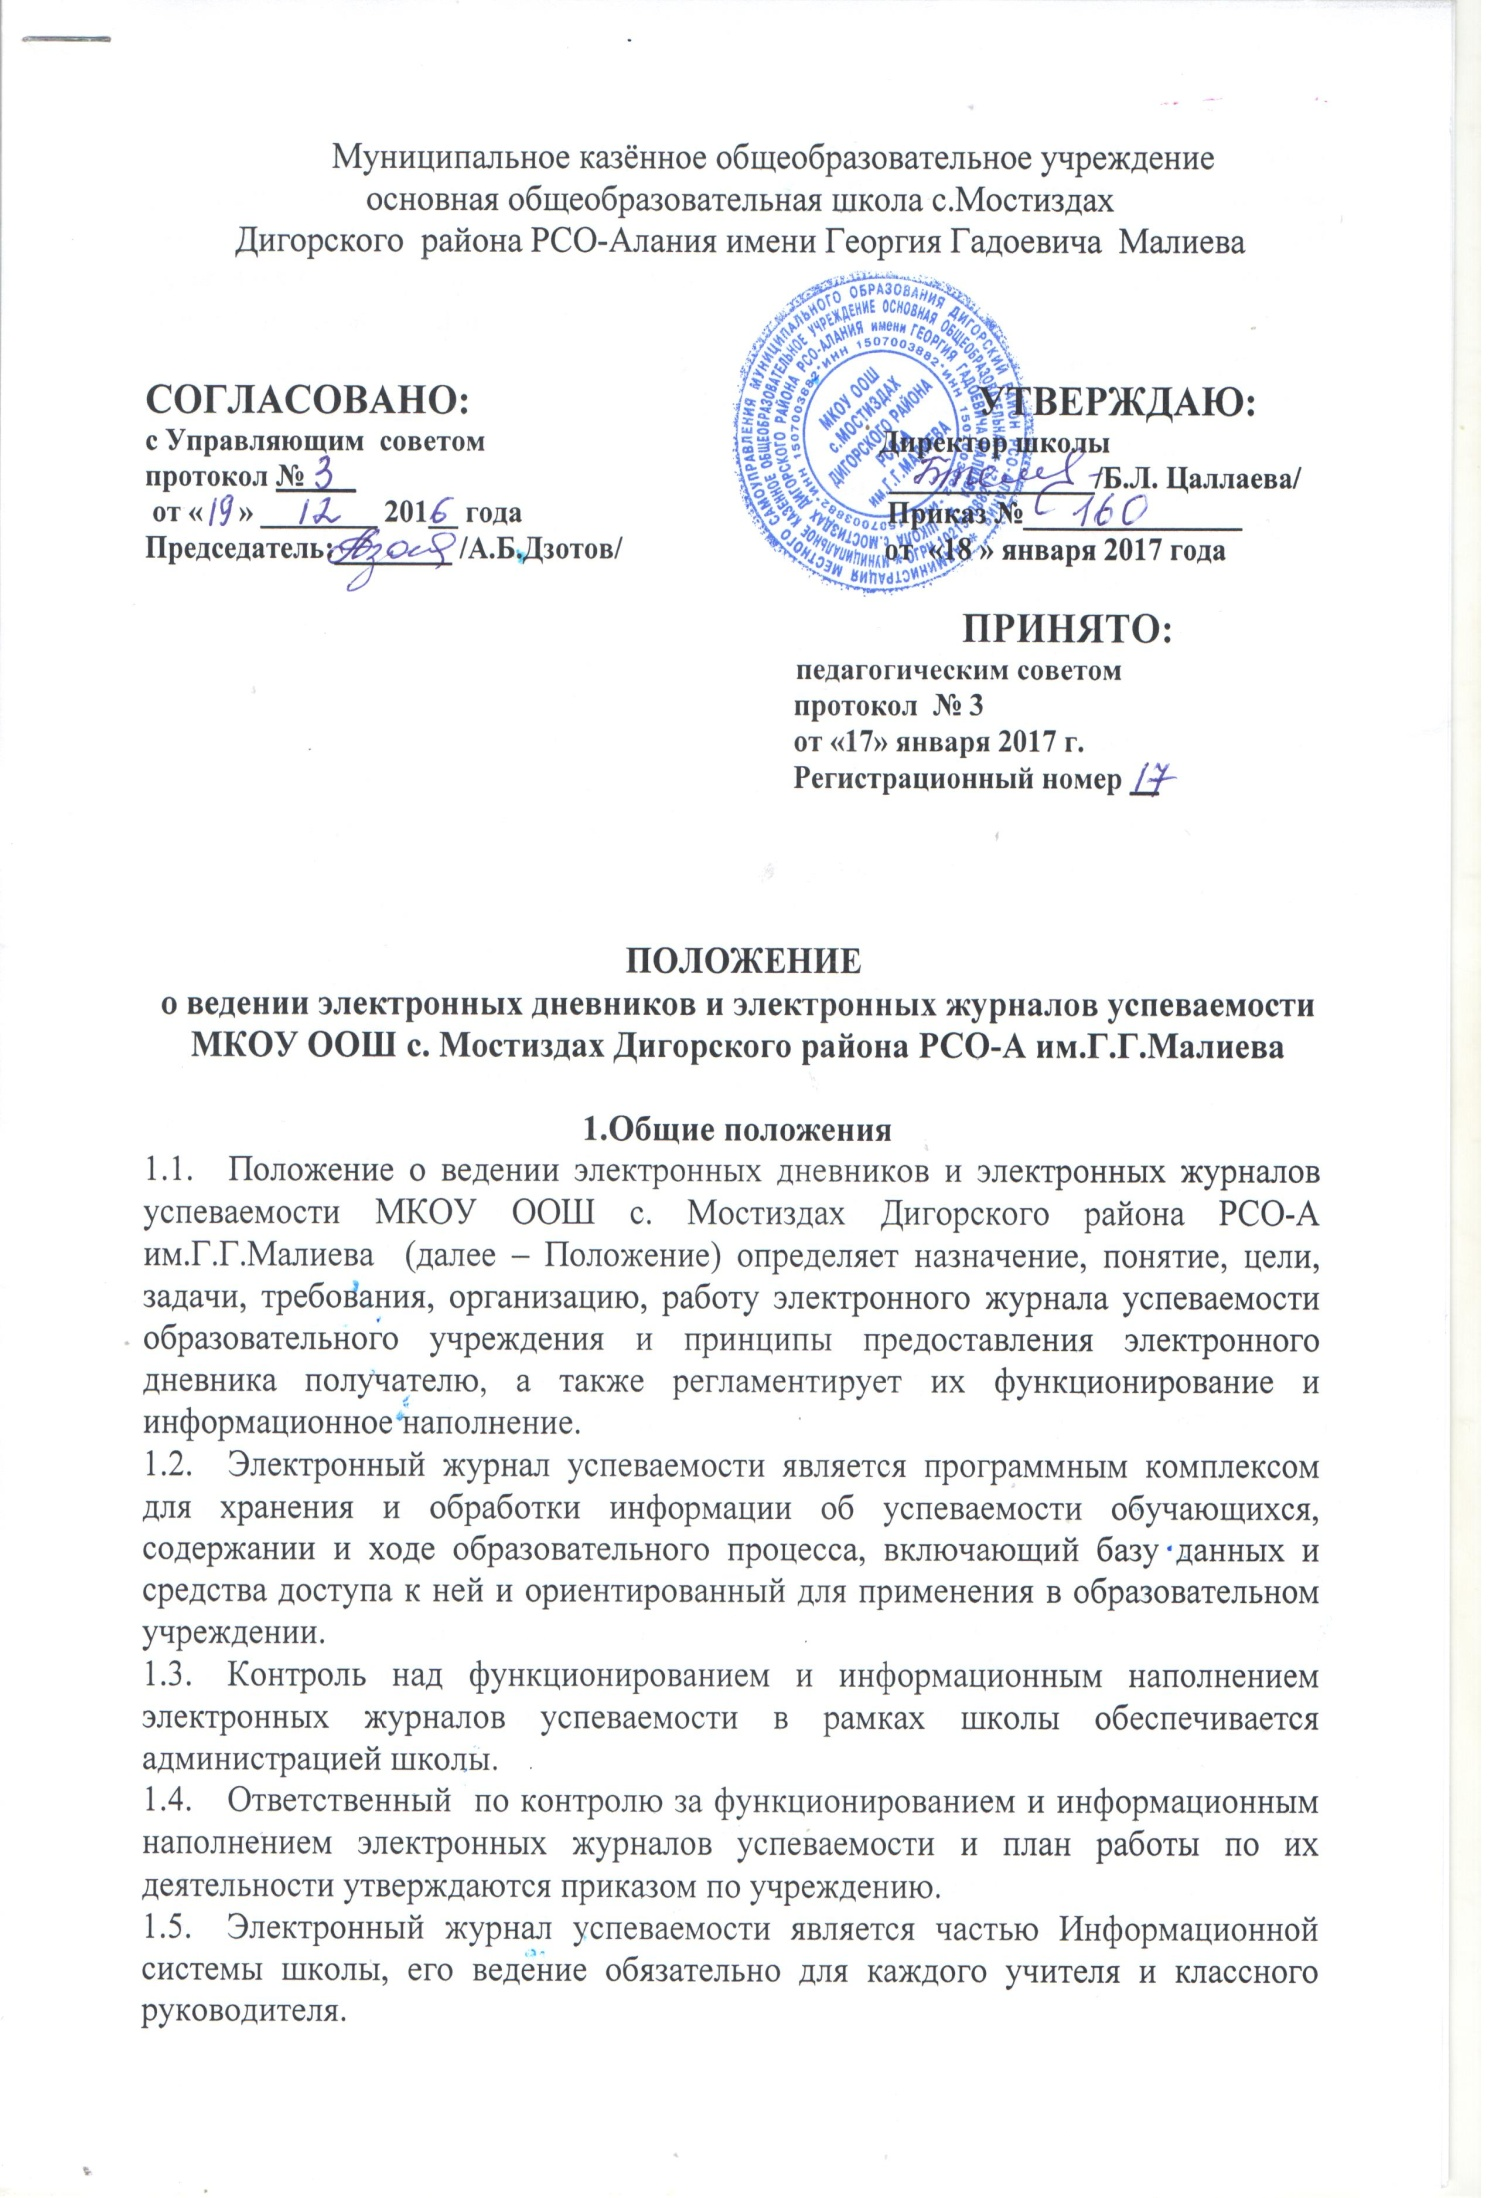 Муниципальное казённое общеобразовательное учреждение
основная общеобразовательная школа с.Мостиздах
Дигорского района РСО-Алания имени Георгия Гадоевича Малиева
СОГЛАСОВАНО:
с Управляющим советом
протокол № 3
от «19» 12 2016 года
Председатель: /А.Б.Дзотов/
МКОУ ООШ
с.МОСТИЗДАХ
ДИГОРСКОГО РАЙОНА
РСО-А
им.Г.Г.МАЛИЕВА
УТВЕРЖДАЮ:
Директор школы
/Б.Л. Цаллаева/
Приказ № 160
от «18 » января 2017 года
ПРИНЯТО:
педагогическим советом
протокол № 3
от «17» января 2017 г.
Регистрационный номер 17
ПОЛОЖЕНИЕ
о ведении электронных дневников и электронных журналов успеваемости
МКОУ ООШ с. Мостиздах Дигорского района РСО-А им.Г.Г.Малиева
1.Общие положения
1.1. Положение о ведении электронных дневников и электронных журналов
успеваемости МКОУ ООШ с. Мостиздах Дигорского района РСО-А
им.Г.Г.Малиева (далее – Положение) определяет назначение, понятие, цели,
задачи, требования, организацию, работу электронного журнала успеваемости
образовательного учреждения и принципы предоставления электронного
дневника получателю, а также регламентирует их функционирование и
информационное наполнение.
1.2. Электронный журнал успеваемости является программным комплексом
для хранения и обработки информации об успеваемости обучающихся,
содержании и ходе образовательного процесса, включающий базу данных и
средства доступа к ней и ориентированный для применения в образовательном
учреждении.
1.3. Контроль над функционированием и информационным наполнением
электронных журналов успеваемости в рамках школы обеспечивается
администрацией школы.
1.4. Ответственный по контролю за функционированием и информационным
наполнением электронных журналов успеваемости и план работы по их
деятельности утверждаются приказом по учреждению.
1.5. Электронный журнал успеваемости является частью Информационной
системы школы, его ведение обязательно для каждого учителя и классного
руководителя.